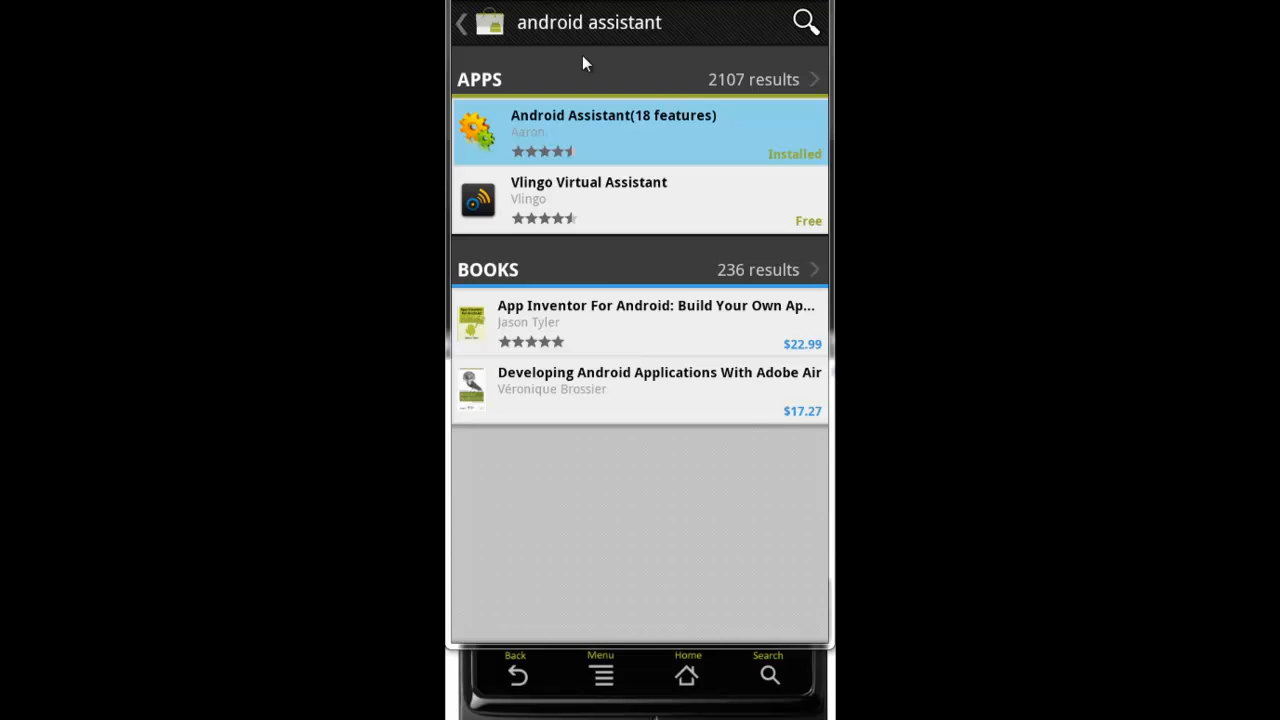 android assistant
APPS
2107 results
Android Assistant(18 features)
Aaron.
Installed
Vlingo Virtual Assistant
Vlingo
Free
BOOKS
236 results
App Inventor For Android: Build Your Own Ap...
Jason Tyler
$22.99
Developing Android Applications With Adobe Air
Véronique Brossier
$17.27
Back
Menu
Home
Search